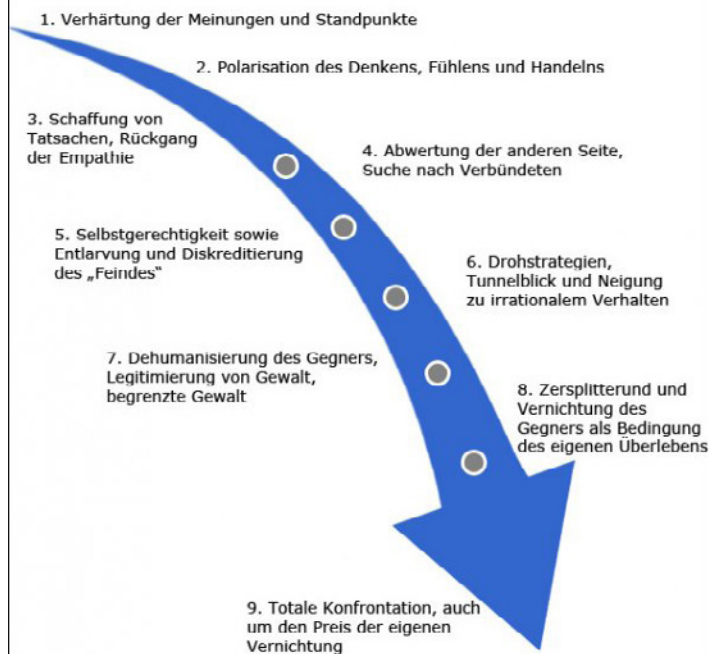 1. Verhärtung der Meinungen und Standpunkte
2. Polarisation des Denkens, Fühlens und Handelns
3. Schaffung von
Tatsachen, Rückgang
der Empathie
4. Abwertung der anderen Seite,
Suche nach Verbündeten
5. Selbstgerechtigkeit sowie
Entlarvung und Diskreditierung
des „Feindes“
6. Drohstrategien,
Tunnelblick und Neigung
zu irrationalem Verhalten
7. Dehumanisierung des Gegners,
Legitimierung von Gewalt,
begrenzte Gewalt
8. Zersplitterund und
Vernichtung des
Gegners als Bedingung
des eigenen Überlebens
9. Totale Konfrontation, auch
um den Preis der eigenen
Vernichtung